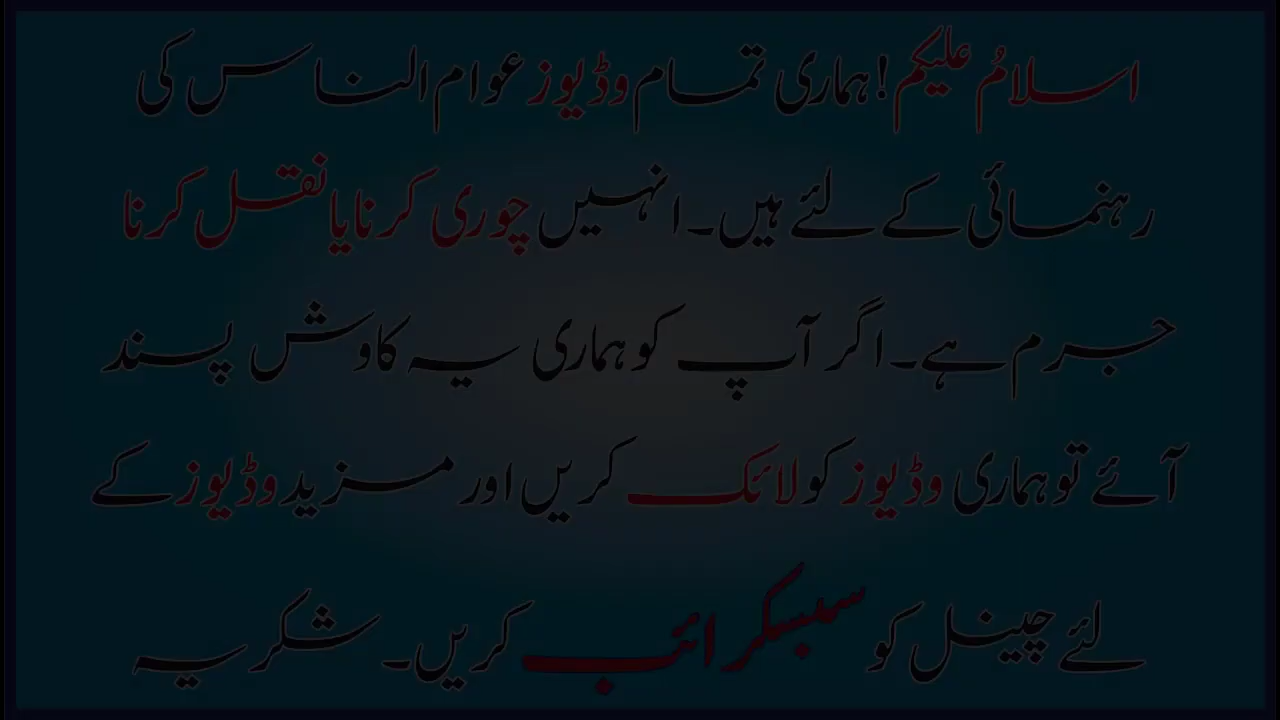 اسلامُ علیکم! ہماری تمام وڈیوز عوام الناس کی
رہنمائی کے لئے ہیں۔ انہیں چوری کرنا یا نقل کرنا
جرم ہے۔ اگر آپ کو ہماری یہ کاوش پسند
آئے تو ہماری وڈیوز کو لائک کریں اور مزید وڈیوز کے
لئے چینل کو سبسکرائب کریں۔ شکریہ